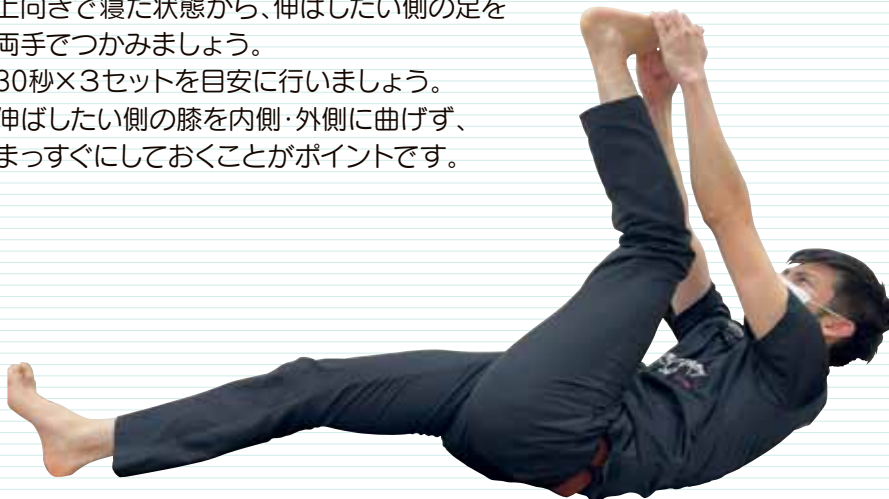 上向きで寝た状態から、伸ばしたい側の足を
両手でつかみましょう。
30秒×3セットを目安に行いましょう。
伸ばしたい側の膝を内側･外側に曲げず、
まっすぐにしておくことがポイントです。